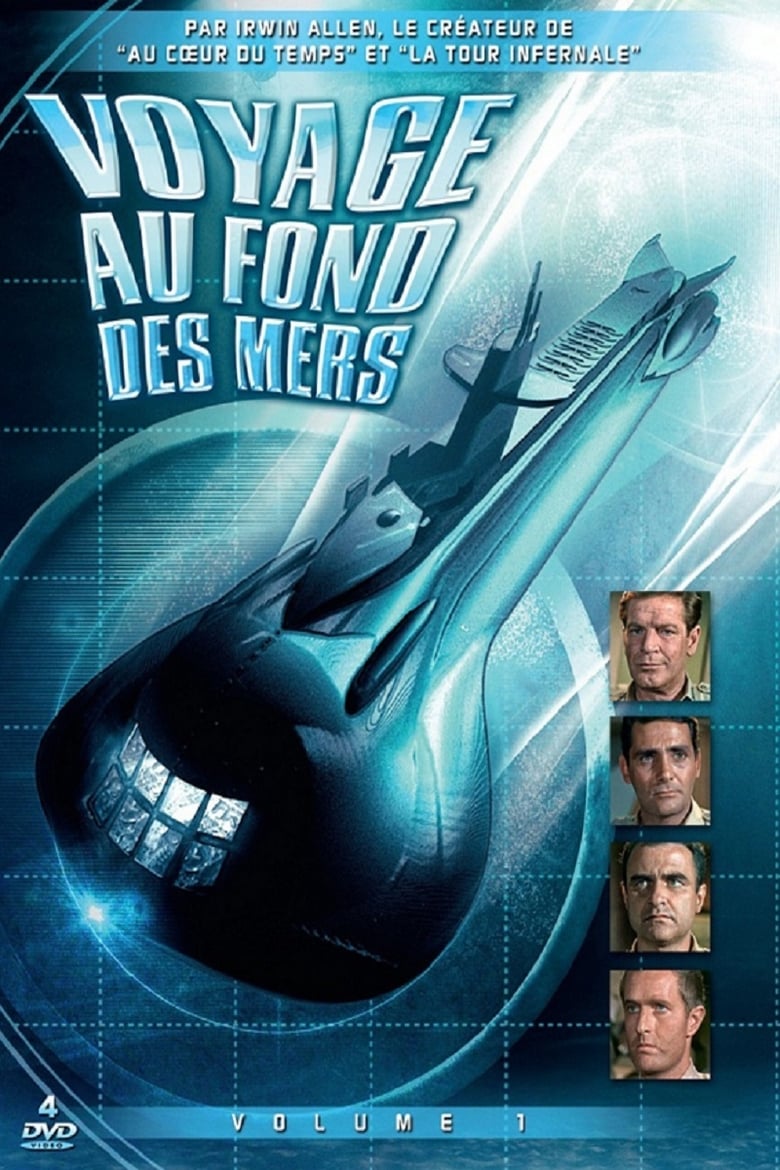 PAR IRWIN ALLEN, LE CRÉATEUR DE
"AU CŒUR DU TEMPS" ET "LA TOUR INFERNALE"
VOYAGE
AU FOND
DES MERS
4
DVD
VIDEO
VOLUME 1